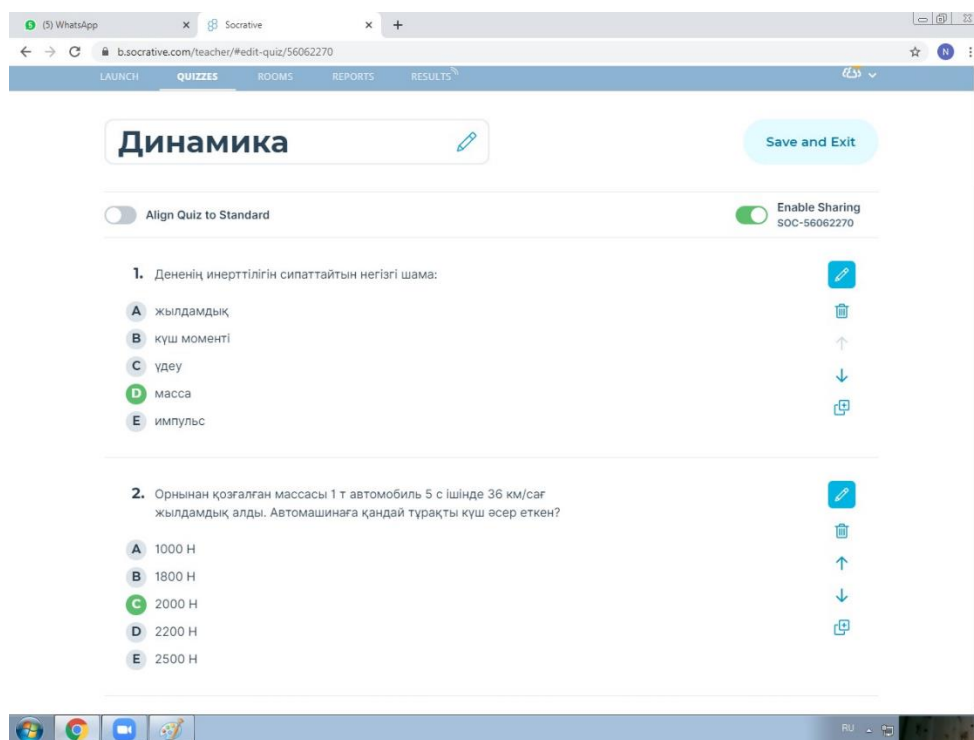 (5) WhatsApp
Socrative
b.socrative.com/teacher/#edit-quiz/56062270
N
LAUNCH QUIZZES ROOMS REPORTS RESULTS
Динамика
Save and Exit
Align Quiz to Standard
Enable Sharing
SOC-56062270
1. Дененің инерттілігін сипаттайтын негізгі шама:
A жылдамдық
B күш моменті
C үдеу
D масса
E импульс
2. Орнынан қозғалған массасы 1 т автомобиль 5 с ішінде 36 км/сағ
жылдамдық алды. Автомашинаға қандай тұрақты күш әсер еткен?
A 1000 Н
B 1800 Н
C 2000 Н
D 2200 Н
E 2500 Н
RU